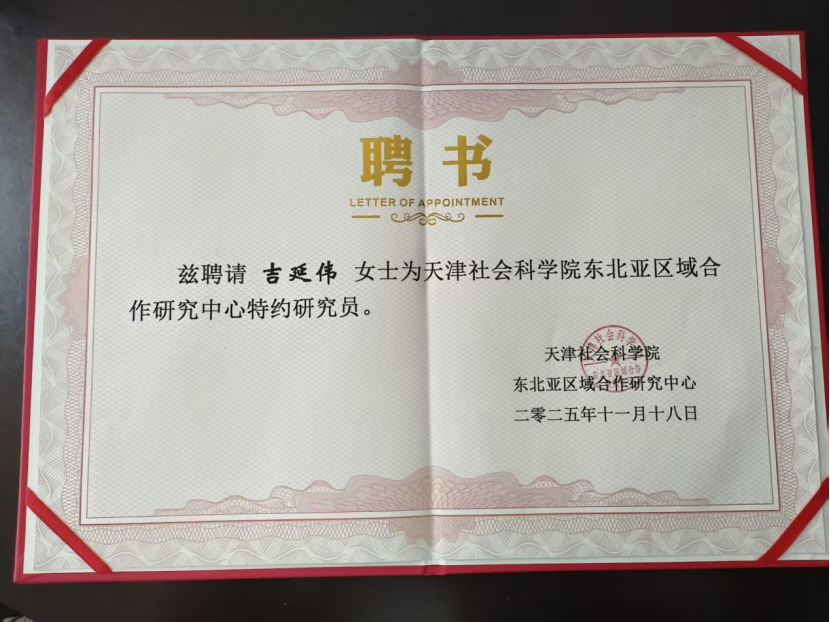 聘书
LETTER OF APPOINTMENT
兹聘请 吉延伟 女士为天津社会科学院东北亚区域合
作研究中心特约研究员。
天津社会科学院
东北亚区域合作研究中心
二零二五年十一月十八日